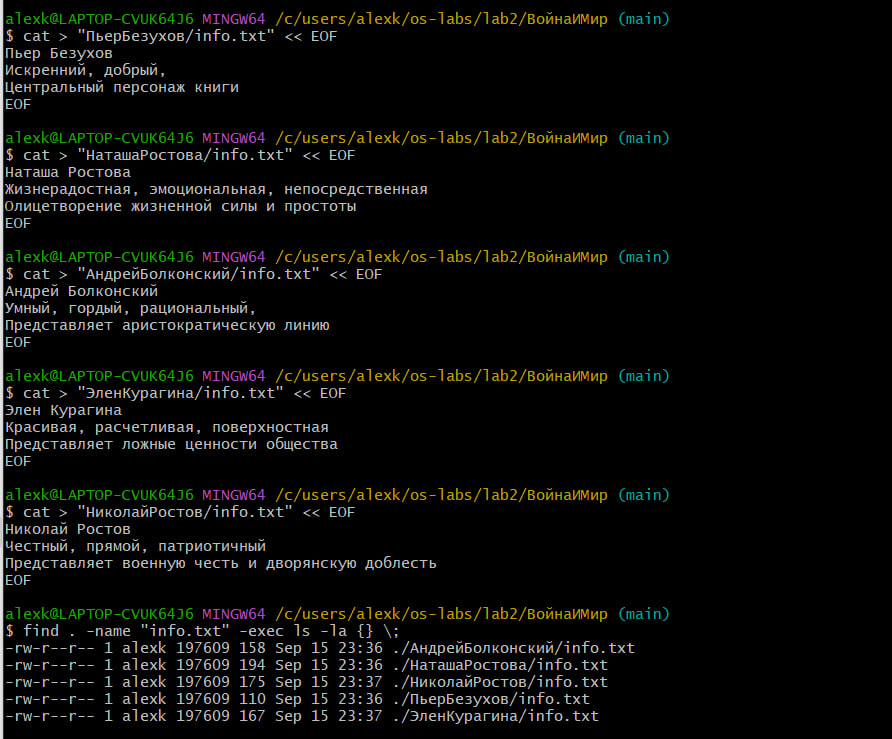 alexk@LAPTOP-CVUK64J6 MINGW64 /c/users/alexk/os-labs/lab2/ВойнаИМир (main)
$ cat > "ПьерБезухов/info.txt" << EOF
Пьер Безухов
Искренний, добрый,
Центральный персонаж книги
EOF
alexk@LAPTOP-CVUK64J6 MINGW64 /c/users/alexk/os-labs/lab2/ВойнаИМир (main)
$ cat > "НаташаРостова/info.txt" << EOF
Наташа Ростова
Жизнерадостная, эмоциональная, непосредственная
Олицетворение жизненной силы и простоты
EOF
alexk@LAPTOP-CVUK64J6 MINGW64 /c/users/alexk/os-labs/lab2/ВойнаИМир (main)
$ cat > "АндрейБолконский/info.txt" << EOF
Андрей Болконский
Умный, гордый, рациональный,
Представляет аристократическую линию
EOF
alexk@LAPTOP-CVUK64J6 MINGW64 /c/users/alexk/os-labs/lab2/ВойнаИМир (main)
$ cat > "ЭленКурагина/info.txt" << EOF
Элен Курагина
Красивая, расчетливая, поверхностная
Представляет ложные ценности общества
EOF
alexk@LAPTOP-CVUK64J6 MINGW64 /c/users/alexk/os-labs/lab2/ВойнаИМир (main)
$ cat > "НиколайРостов/info.txt" << EOF
Николай Ростов
Честный, прямой, патриотичный
Представляет военную честь и дворянскую доблесть
EOF
alexk@LAPTOP-CVUK64J6 MINGW64 /c/users/alexk/os-labs/lab2/ВойнаИМир (main)
$ find . -name "info.txt" -exec ls -la {} \;
-rw-r--r-- 1 alexk 197609 158 Sep 15 23:36 ./АндрейБолконский/info.txt
-rw-r--r-- 1 alexk 197609 194 Sep 15 23:36 ./НаташаРостова/info.txt
-rw-r--r-- 1 alexk 197609 175 Sep 15 23:37 ./НиколайРостов/info.txt
-rw-r--r-- 1 alexk 197609 110 Sep 15 23:36 ./ПьерБезухов/info.txt
-rw-r--r-- 1 alexk 197609 167 Sep 15 23:37 ./ЭленКурагина/info.txt